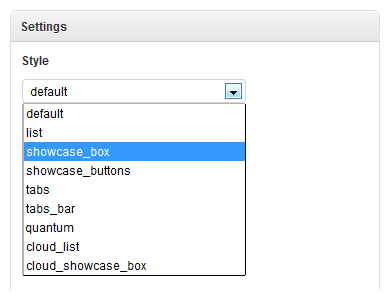 Settings
Style
default
default
list
showcase_box
showcase_buttons
tabs
tabs_bar
quantum
cloud_list
cloud_showcase_box